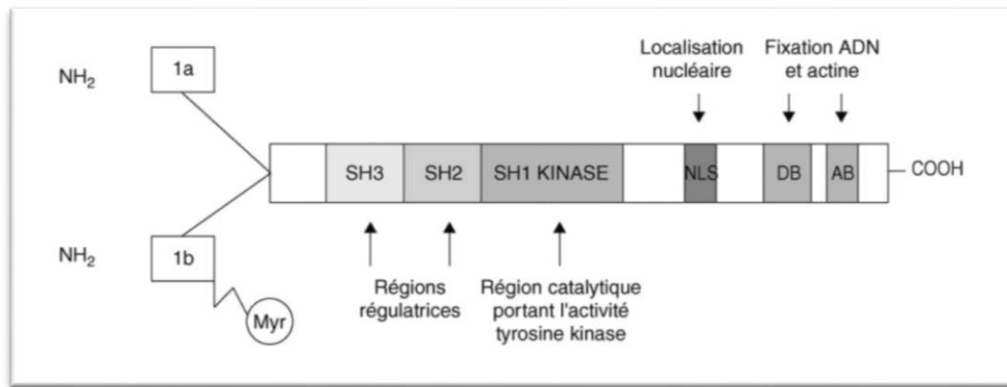 Localisation
nucléaire
Fixation ADN
et actine
NH2
1a
SH3
SH2
SH1 KINASE
NLS
DB
AB
COOH
NH2
1b
Myr
Régions
régulatrices
Région catalytique
portant l'activité
tyrosine kinase